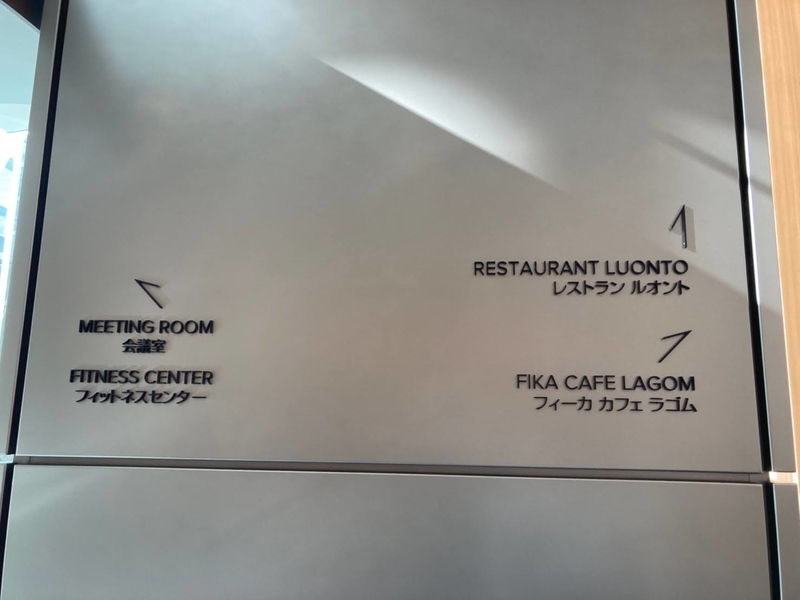 MEETING ROOM
会議室
FITNESS CENTER
フィットネスセンター
RESTAURANT LUONTO
レストラン ルオント
FIKA CAFE LAGOM
フィーカ カフェ ラゴム